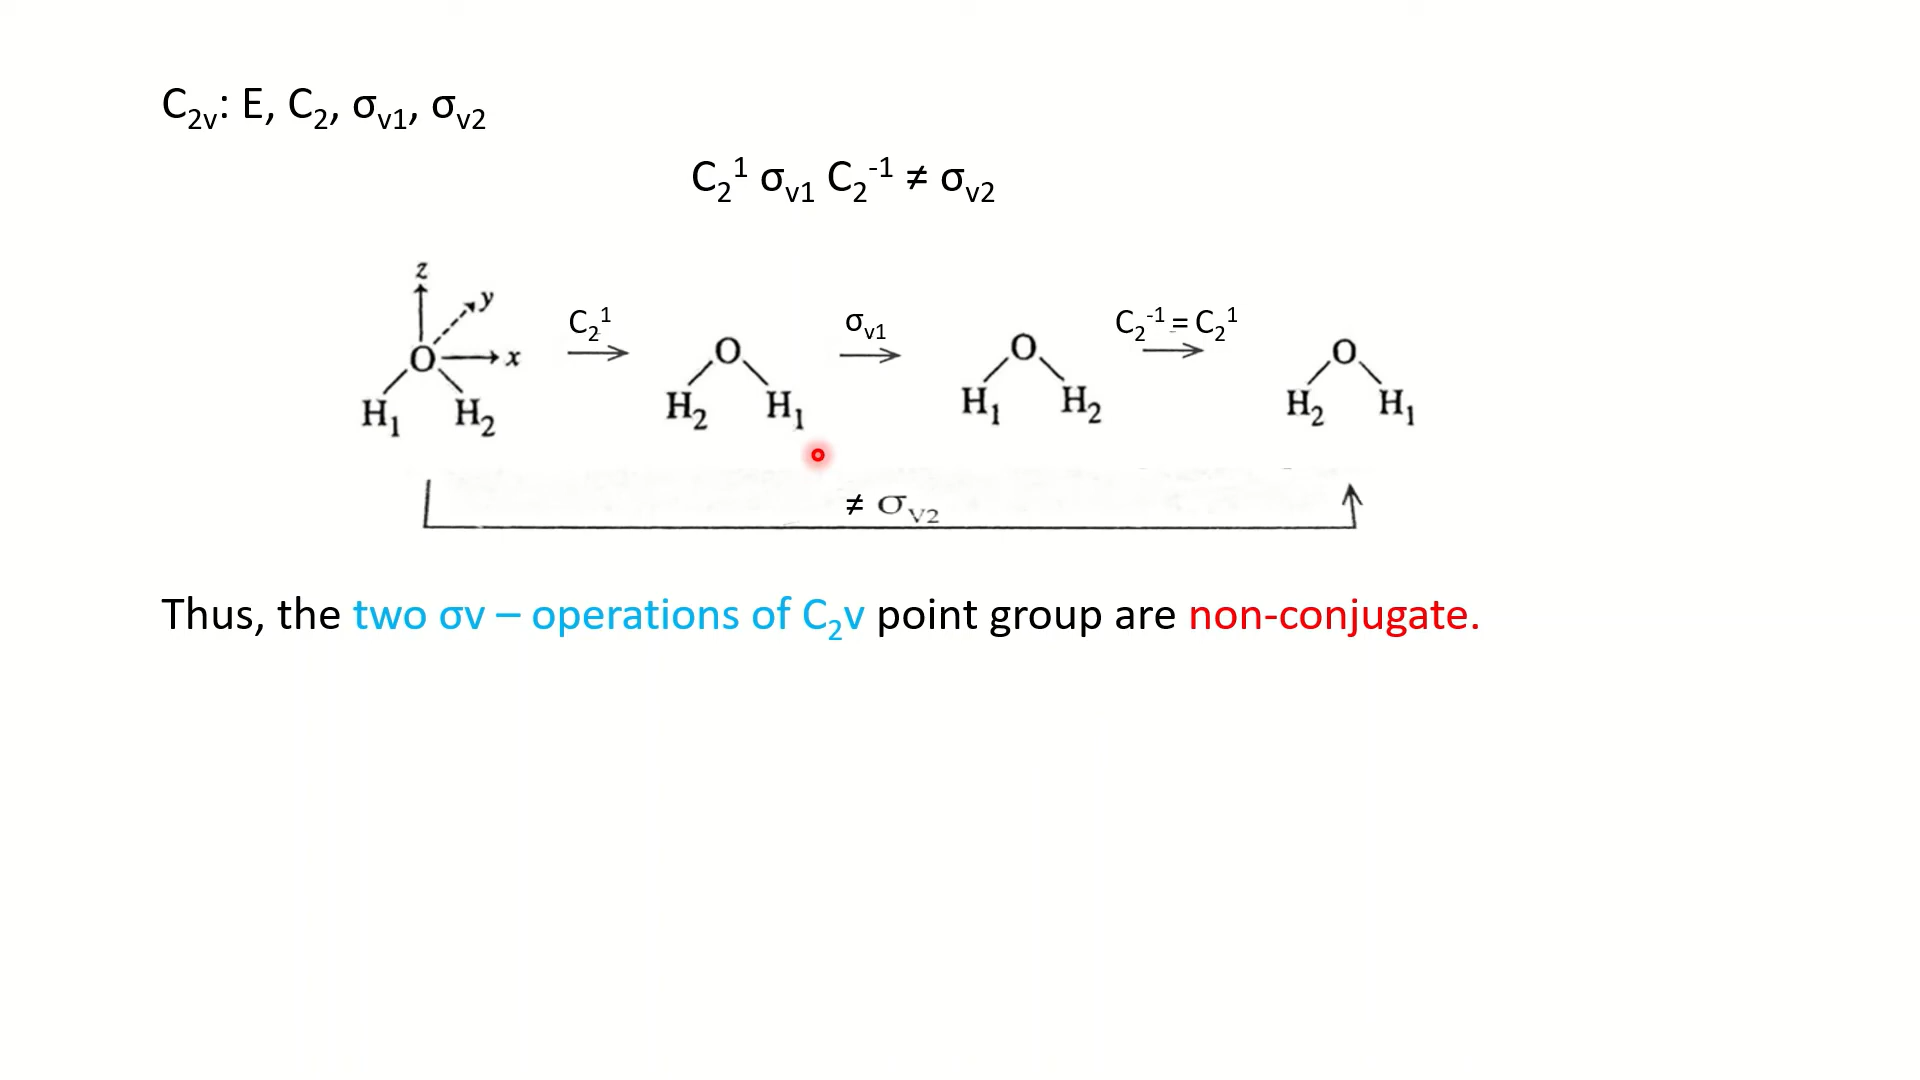 C₂ᵥ: E, C₂, σᵥ₁, σᵥ₂
C₂¹ σᵥ₁ C₂⁻¹ ≠ σᵥ₂
z
y
C₂¹
σᵥ₁
C₂⁻¹ = C₂¹
O x
O
O
O
H₁ H₂
H₂ H₁
H₁ H₂
H₂ H₁
≠ σᵥ₂
Thus, the two σv – operations of C₂v point group are non-conjugate.